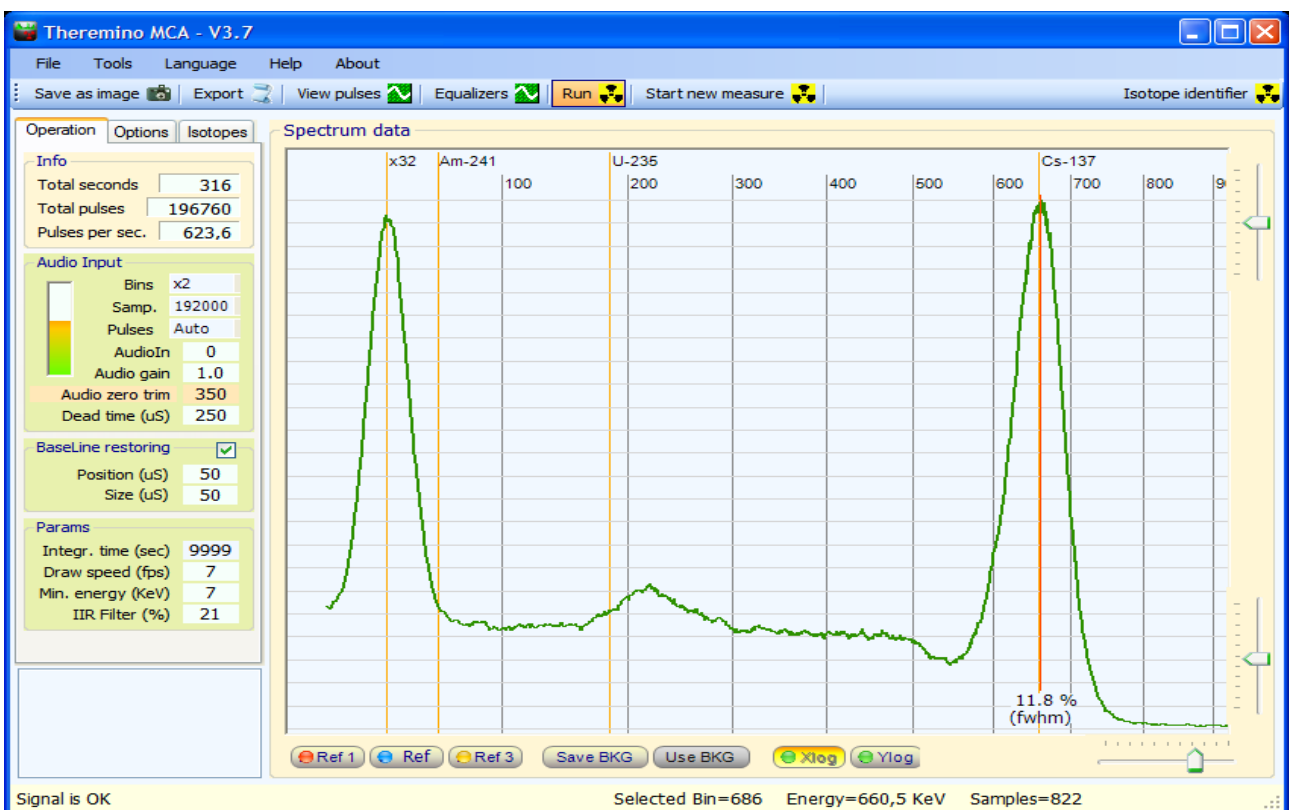 Theremino MCA - V3.7
File Tools Language Help About
Save as image Export View pulses Equalizers Run Start new measure Isotope identifier
Operation Options Isotopes
Info
Total seconds 316
Total pulses 196760
Pulses per sec. 623,6
Audio Input
Bins x2
Samp. 192000
Pulses Auto
AudioIn 0
Audio gain 1.0
Audio zero trim 350
Dead time (uS) 250
BaseLine restoring
Position (uS) 50
Size (uS) 50
Params
Integr. time (sec) 9999
Draw speed (fps) 7
Min. energy (KeV) 7
IIR Filter (%) 21
Spectrum data
x32 Am-241 U-235 Cs-137
100 200 300 400 500 600 700 800
11.8 %
(fwhm)
Ref 1 Ref Ref 3 Save BKG Use BKG Xlog Ylog
Signal is OK Selected Bin=686 Energy=660,5 KeV Samples=822